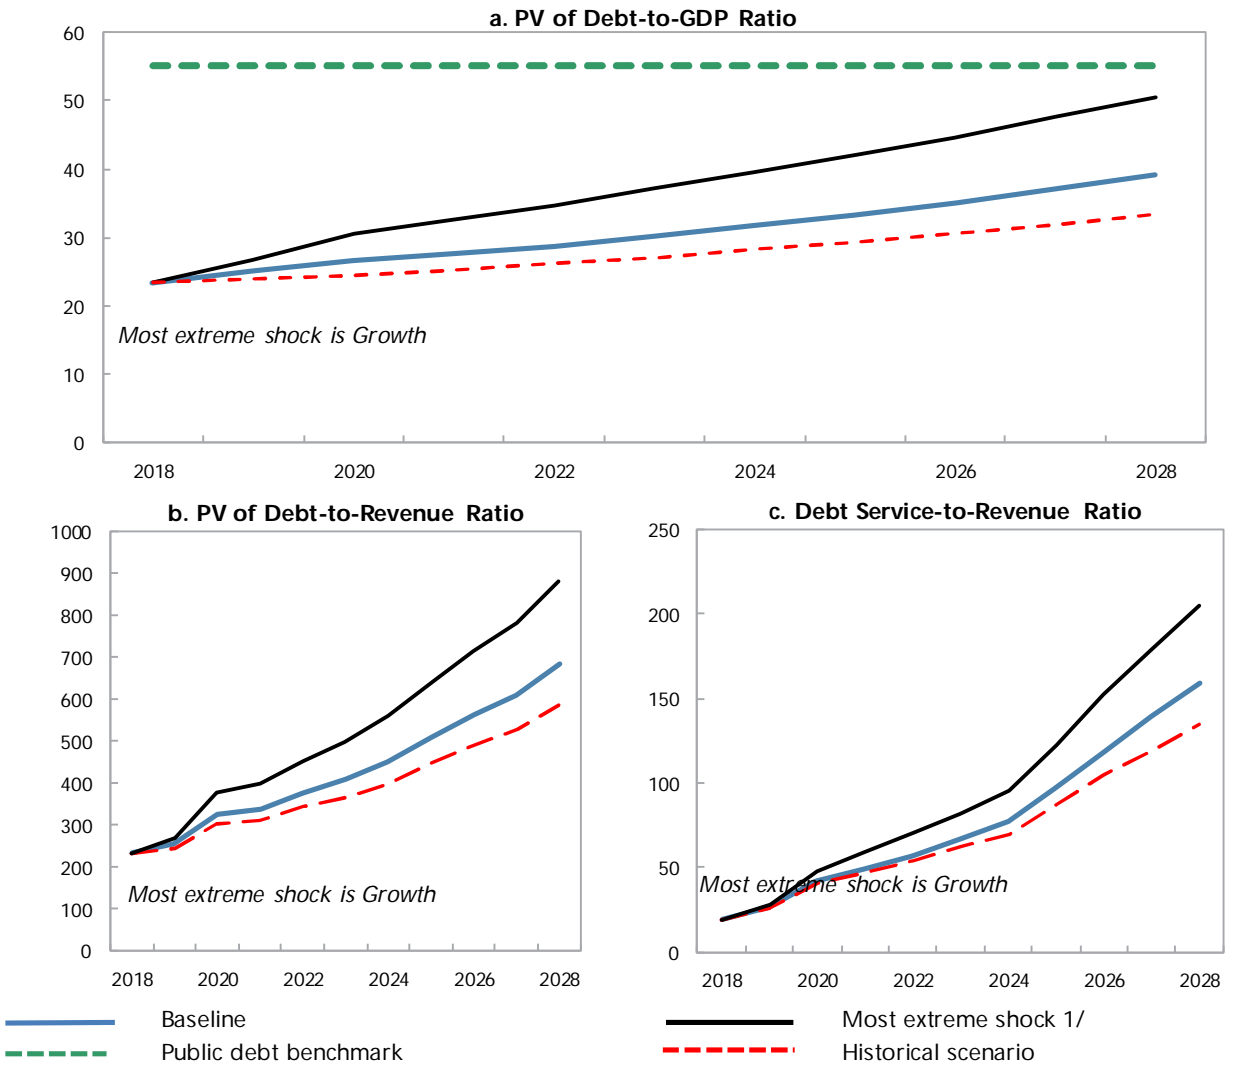 a. PV of Debt-to-GDP Ratio
60
50
40
30
20
10
0
Most extreme shock is Growth
2018 2020 2022 2024 2026 2028
b. PV of Debt-to-Revenue Ratio
1000
900
800
700
600
500
400
300
200
100
0
Most extreme shock is Growth
2018 2020 2022 2024 2026 2028
c. Debt Service-to-Revenue Ratio
250
200
150
100
50
0
Most extreme shock is Growth
2018 2020 2022 2024 2026 2028
Baseline
Public debt benchmark
Most extreme shock 1/
Historical scenario